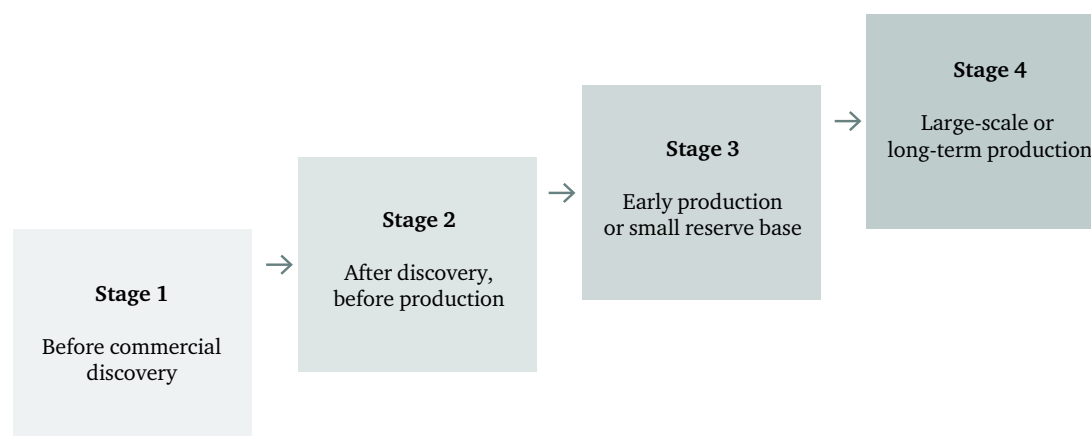 Stage 1
Before commercial
discovery
Stage 2
After discovery,
before production
Stage 3
Early production
or small reserve base
Stage 4
Large-scale or
long-term production